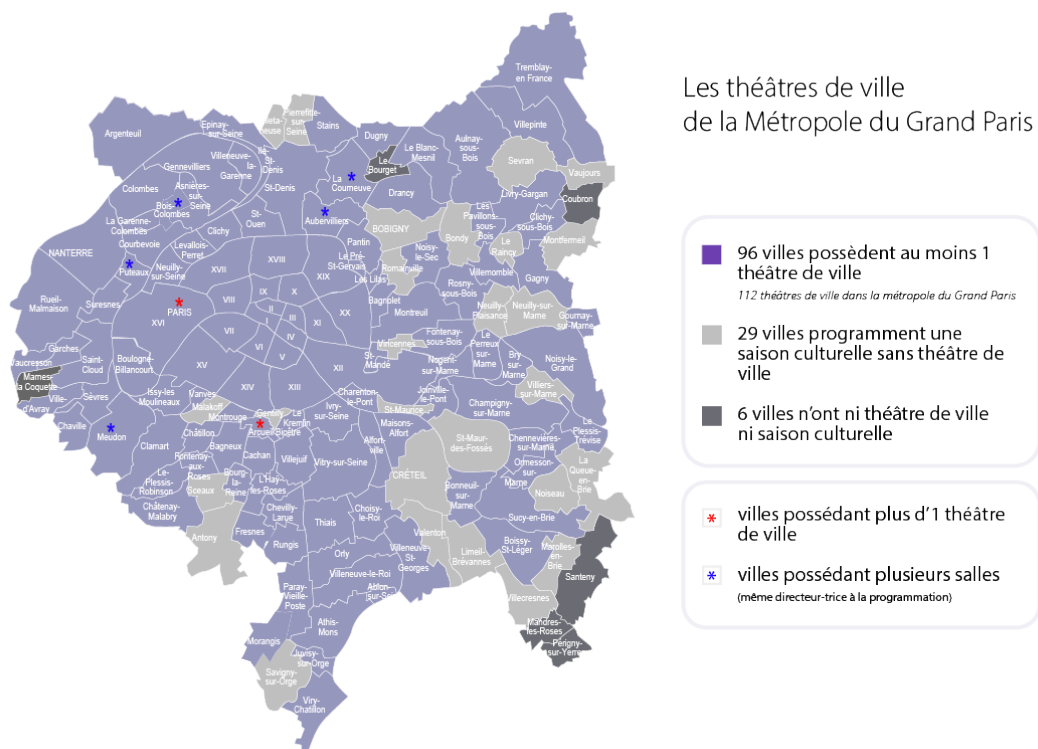 Les théâtres de ville
de la Métropole du Grand Paris
96 villes possèdent au moins 1
théâtre de ville
112 théâtres de ville dans la métropole du Grand Paris
29 villes programment une
saison culturelle sans théâtre de
ville
6 villes n'ont ni théâtre de ville
ni saison culturelle
* villes possédant plus d'1 théâtre
de ville
* villes possédant plusieurs salles
(même directeur-trice à la programmation)
Tremblay-
en France
Villepinte
Aulnay-
sous-
Bois
Sevran
Vaujours
Coubron
Livry-Gargan
Clichy-
sous-Bois
Montfermeil
Le Blanc-
Mesnil
Dugny
Le
Bourget
Drancy
Stains
Pierrefitte-
sur-
Seine
Epinay-
sur-Seine
Argenteuil
Villeneuve-
la-
Garenne
St-Denis
Gennevilliers
Asnières-
sur-
Seine
Colombes
Bois-
Colombes
La Garenne-
Colombes
Courbevoie
Levallois-
Perret
Clichy
St-
Ouen
La
Courneuve
Aubervilliers
BOBIGNY
Bondy
Les
Pavillons-
sous-
Bois
Le
Raincy
Pantin
Le Pré-
St-Gervais
Les Lilas
Romainville
Noisy-
le-Sec
Villemomble
Gagny
Rosny-
sous-Bois
Bagnolet
Montreuil
Neuilly-
Plaisance
Neuilly-sur-
Marne
Gournay-
sur-Marne
NANTERRE
Puteaux
Neuilly-
sur-Seine
Rueil-
Malmaison
Suresnes
PARIS
XVII
XVIII
XIX
XVI
VIII
IX
X
II
III
I
XI
XX
VII
IV
VI
V
XV
XIV
XIII
XII
Garches
Vaucresson
Saint-
Cloud
Boulogne-
Billancourt
Marnes-
la Coquette
Ville-
d'Avray
Sèvres
Chaville
Meudon
Issy-les
Moulineaux
Vanves
Malakoff
Montrouge
Gentilly
Le
Kremlin
Bicêtre
Arcueil
Ivry-
sur-Seine
Charenton-
le-Pont
St-
Mandé
Vincennes
Fontenay-
sous-Bois
Nogent-
sur-Marne
Le
Perreux
sur-
Marne
Bry-
sur-
Marne
Noisy-le-
Grand
Joinville-
le-Pont
St-Maurice
Champigny-
sur-Marne
Villiers-
sur-Marne
Le
Plessis-
Trévise
Clamart
Châtillon
Bagneux
Cachan
Villejuif
Vitry-sur-Seine
Alfort-
ville
Maisons-
Alfort
St-Maur-
des-Fossés
Chennevières-
sur-Marne
Ormesson-
sur-
Marne
La
Queue-
en-Brie
Noiseau
Sucy-en-Brie
Bonneuil-
sur-
Marne
CRÉTEIL
Fontenay-
aux-
Roses
Le-
Plessis-
Robinson
Châtenay-
Malabry
Sceaux
Bourg-
la-
Reine
L'Haÿ
les-Roses
Chevilly-
Larue
Antony
Fresnes
Rungis
Thiais
Choisy-
le-Roi
Orly
Villeneuve-
St-
Georges
Valenton
Limeil-
Brévannes
Boissy-
St-Léger
Marolles-
en-
Brie
Santeny
Villecresnes
Mandres-
les-Roses
Périgny-
sur-Yerres
Villeneuve-le-Roi
Ablon-
sur-Seine
Paray-
Vieille-
Poste
Athis-
Mons
Morangis
Juvisy-
sur-Orge
Savigny-
sur-Orge
Viry-
Chatillon